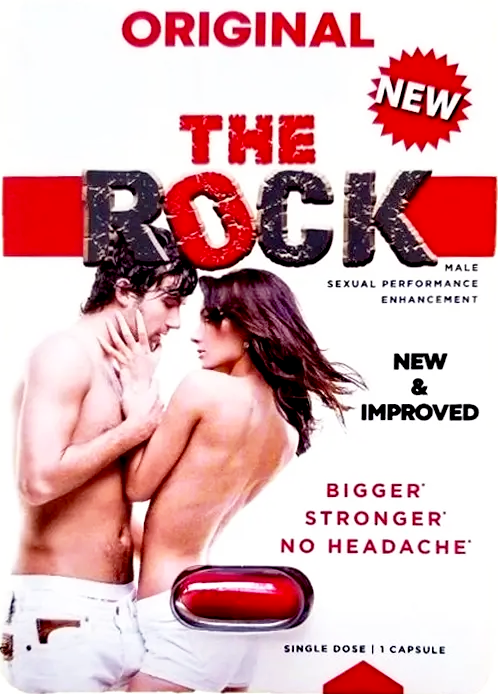 ORIGINAL
NEW
THE
ROCK
MALE
SEXUAL PERFORMANCE
ENHANCEMENT
NEW
&
IMPROVED
BIGGER*
STRONGER*
NO HEADACHE*
SINGLE DOSE | 1 CAPSULE